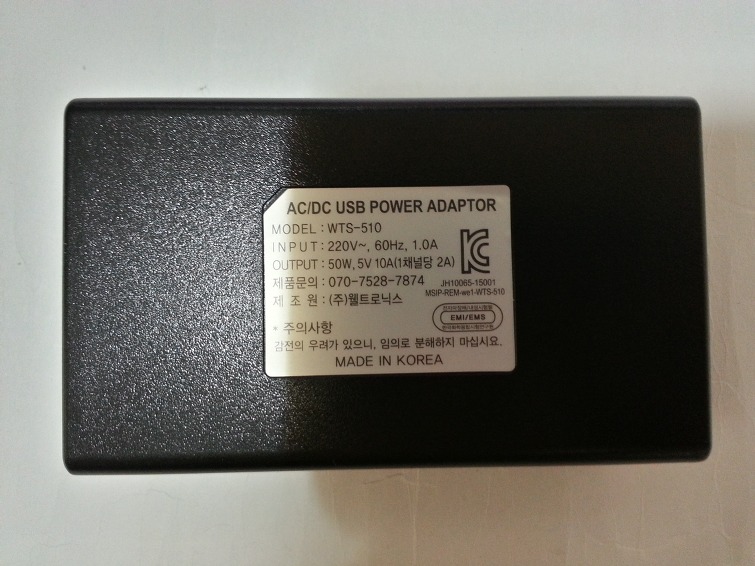 AC/DC USB POWER ADAPTOR
MODEL : WTS-510
INPUT : 220V~, 60Hz, 1.0A
OUTPUT : 50W, 5V 10A(1채널당 2A)
제품문의 : 070-7528-7874
제 조 원 : (주)웰트로닉스
JH10065-15001
MSIP-REM-we1-WTS-510
EMI/EMS
* 주의사항
감전의 우려가 있으니, 임의로 분해하지 마십시요.
MADE IN KOREA